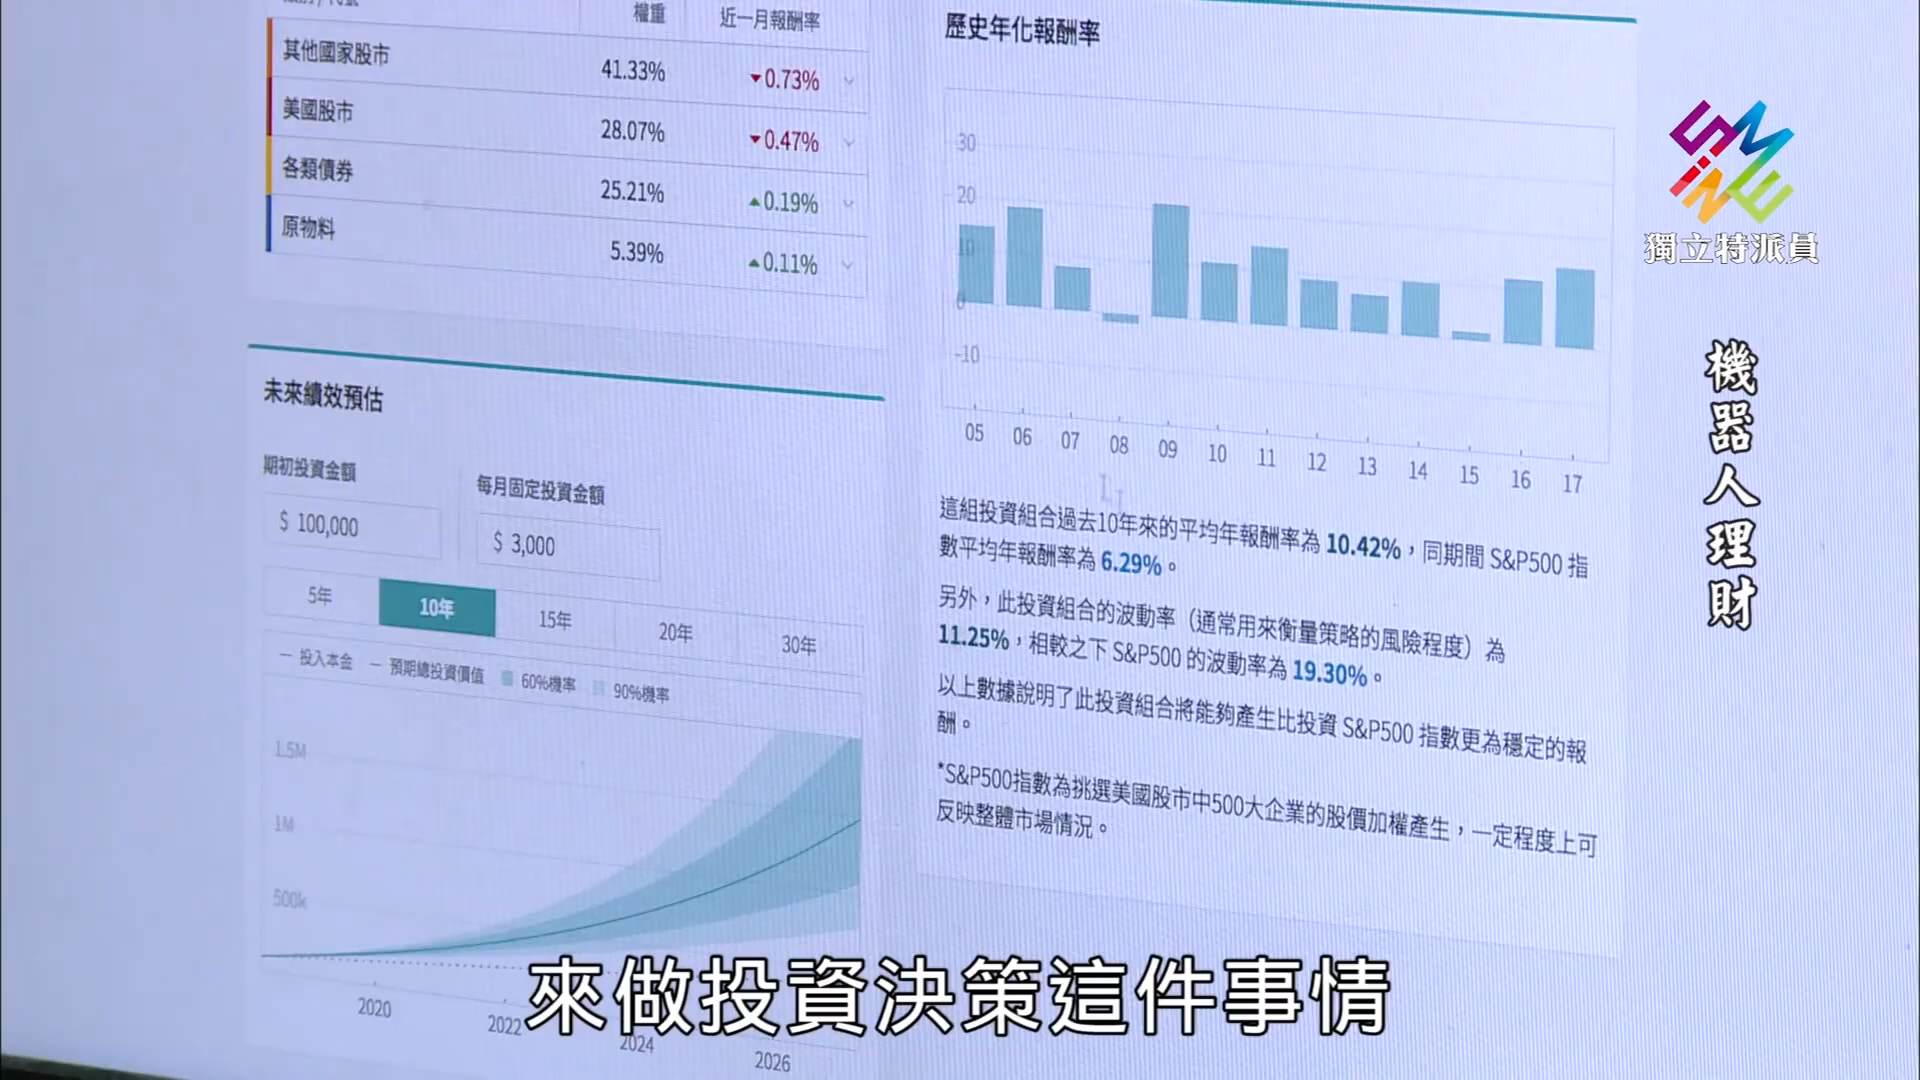 權重
近一月報酬率
其他國家股市
41.33%
▼0.73%
美國股市
28.07%
▼0.47%
各類債券
25.21%
▲0.19%
原物料
5.39%
▲0.11%
未來績效預估
期初投資金額
每月固定投資金額
$ 100,000
$ 3,000
5年
10年
15年
20年
30年
投入本金
預期總投資價值
60%機率
90%機率
1.5M
1M
500k
2020
2022
2024
2026
歷史年化報酬率
30
20
10
0
-10
05
06
07
08
09
10
11
12
13
14
15
16
17
這組投資組合過去10年來的平均年報酬率為 10.42%，同期間 S&P500 指
數平均年報酬率為 6.29%。
另外，此投資組合的波動率（通常用來衡量策略的風險程度）為
11.25%，相較之下 S&P500 的波動率為 19.30%。
以上數據說明了此投資組合將能夠產生比投資 S&P500 指數更為穩定的報
酬。
*S&P500指數為挑選美國股市中500大企業的股價加權產生，一定程度上可
反映整體市場情況。
獨立特派員
機器人理財
來做投資決策這件事情